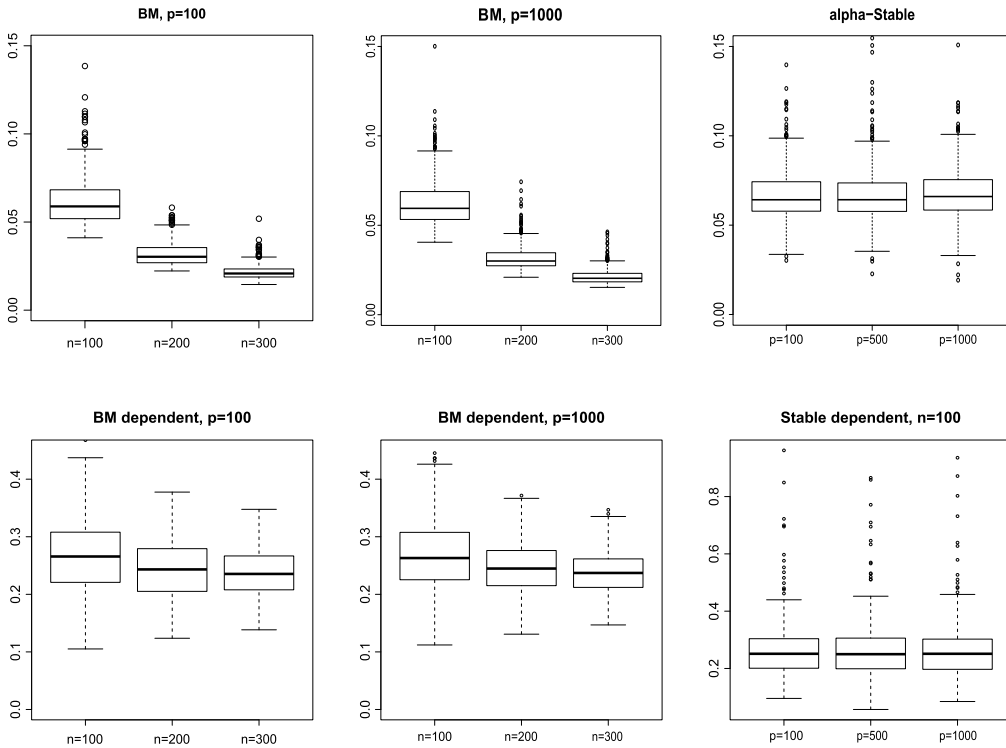 BM, p=100
0.15
0.10
0.05
0.00
n=100 n=200 n=300
BM, p=1000
0.15
0.10
0.05
0.00
n=100 n=200 n=300
alpha−Stable
0.15
0.10
0.05
0.00
p=100 p=500 p=1000
BM dependent, p=100
0.4
0.3
0.2
0.1
0.0
n=100 n=200 n=300
BM dependent, p=1000
0.4
0.3
0.2
0.1
0.0
n=100 n=200 n=300
Stable dependent, n=100
0.8
0.6
0.4
0.2
p=100 p=500 p=1000